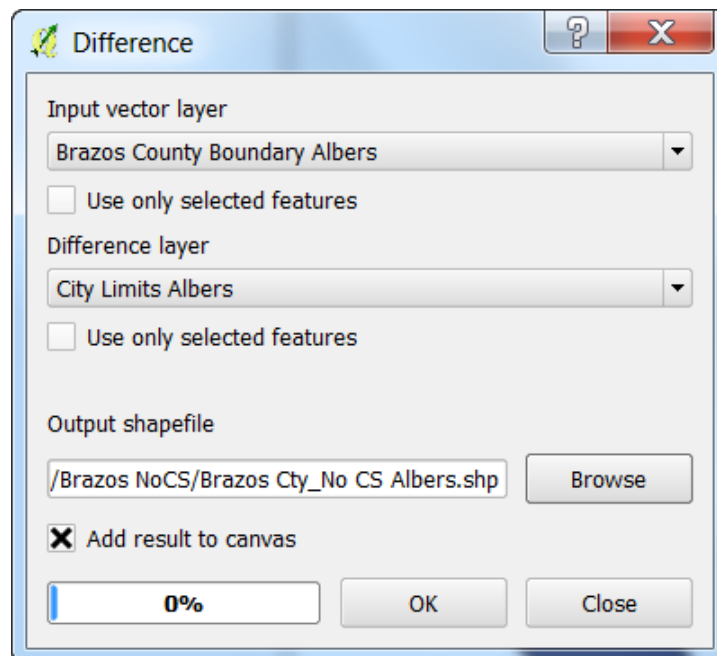 Difference
Input vector layer
Brazos County Boundary Albers
Use only selected features
Difference layer
City Limits Albers
Use only selected features
Output shapefile
/Brazos NoCS/Brazos Cty_No CS Albers.shp Browse
Add result to canvas
0% OK Close